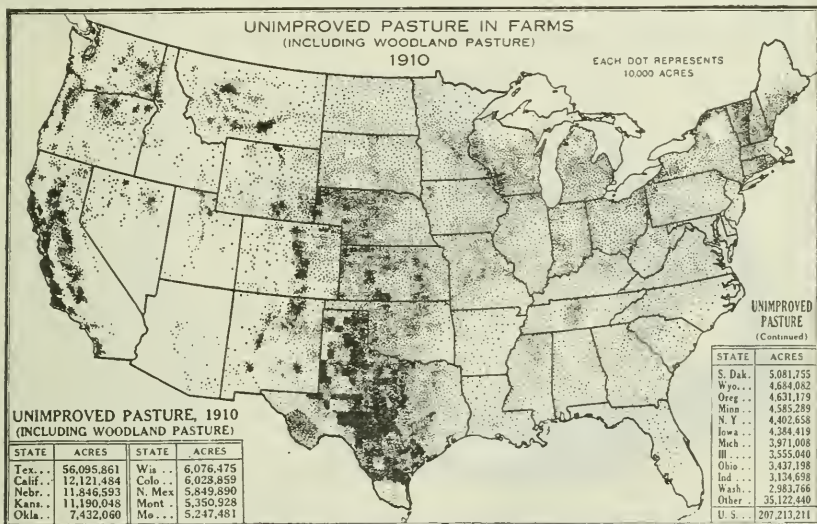 UNIMPROVED PASTURE IN FARMS
(INCLUDING WOODLAND PASTURE)
1910
EACH DOT REPRESENTS
10,000 ACRES
UNIMPROVED PASTURE, 1910
(INCLUDING WOODLAND PASTURE)
STATE ACRES STATE ACRES
Tex... 56,095,861 Wis.. 6,076,475
Calif.. 12,121,484 Colo.. 6,028,859
Nebr.. 11,846,593 N. Mex 5,849,890
Kans.. 11,190,048 Mont. 5,350,928
Okla.. 7,432,060 Mo... 5,247,481
UNIMPROVED
PASTURE
(Continued)
STATE ACRES
S. Dak. 5,081,755
Wyo... 4,684,082
Oreg.. 4,631,179
Minn.. 4,585,289
N. Y.. 4,402,658
Iowa.. 4,384,419
Mich.. 3,971,008
Ill.... 3,555,040
Ohio.. 3,437,198
Ind... 3,134,698
Wash.. 2,983,766
Other. 35,122,440
U. S... 207,213,211